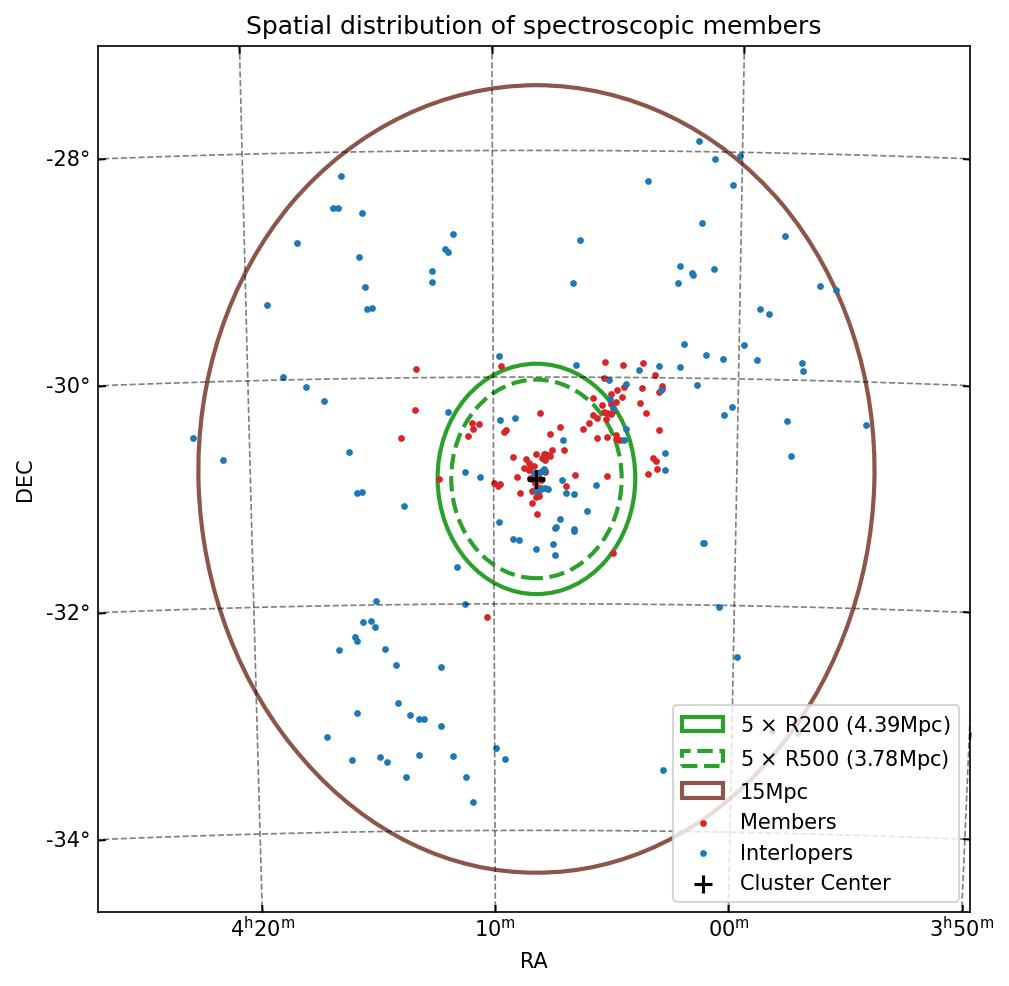 Spatial distribution of spectroscopic members
-28°
-30°
-32°
-34°
DEC
5 × R200 (4.39Mpc)
5 × R500 (3.78Mpc)
15Mpc
Members
Interlopers
Cluster Center
4ʰ20ᵐ 10ᵐ 00ᵐ 3ʰ50ᵐ
RA